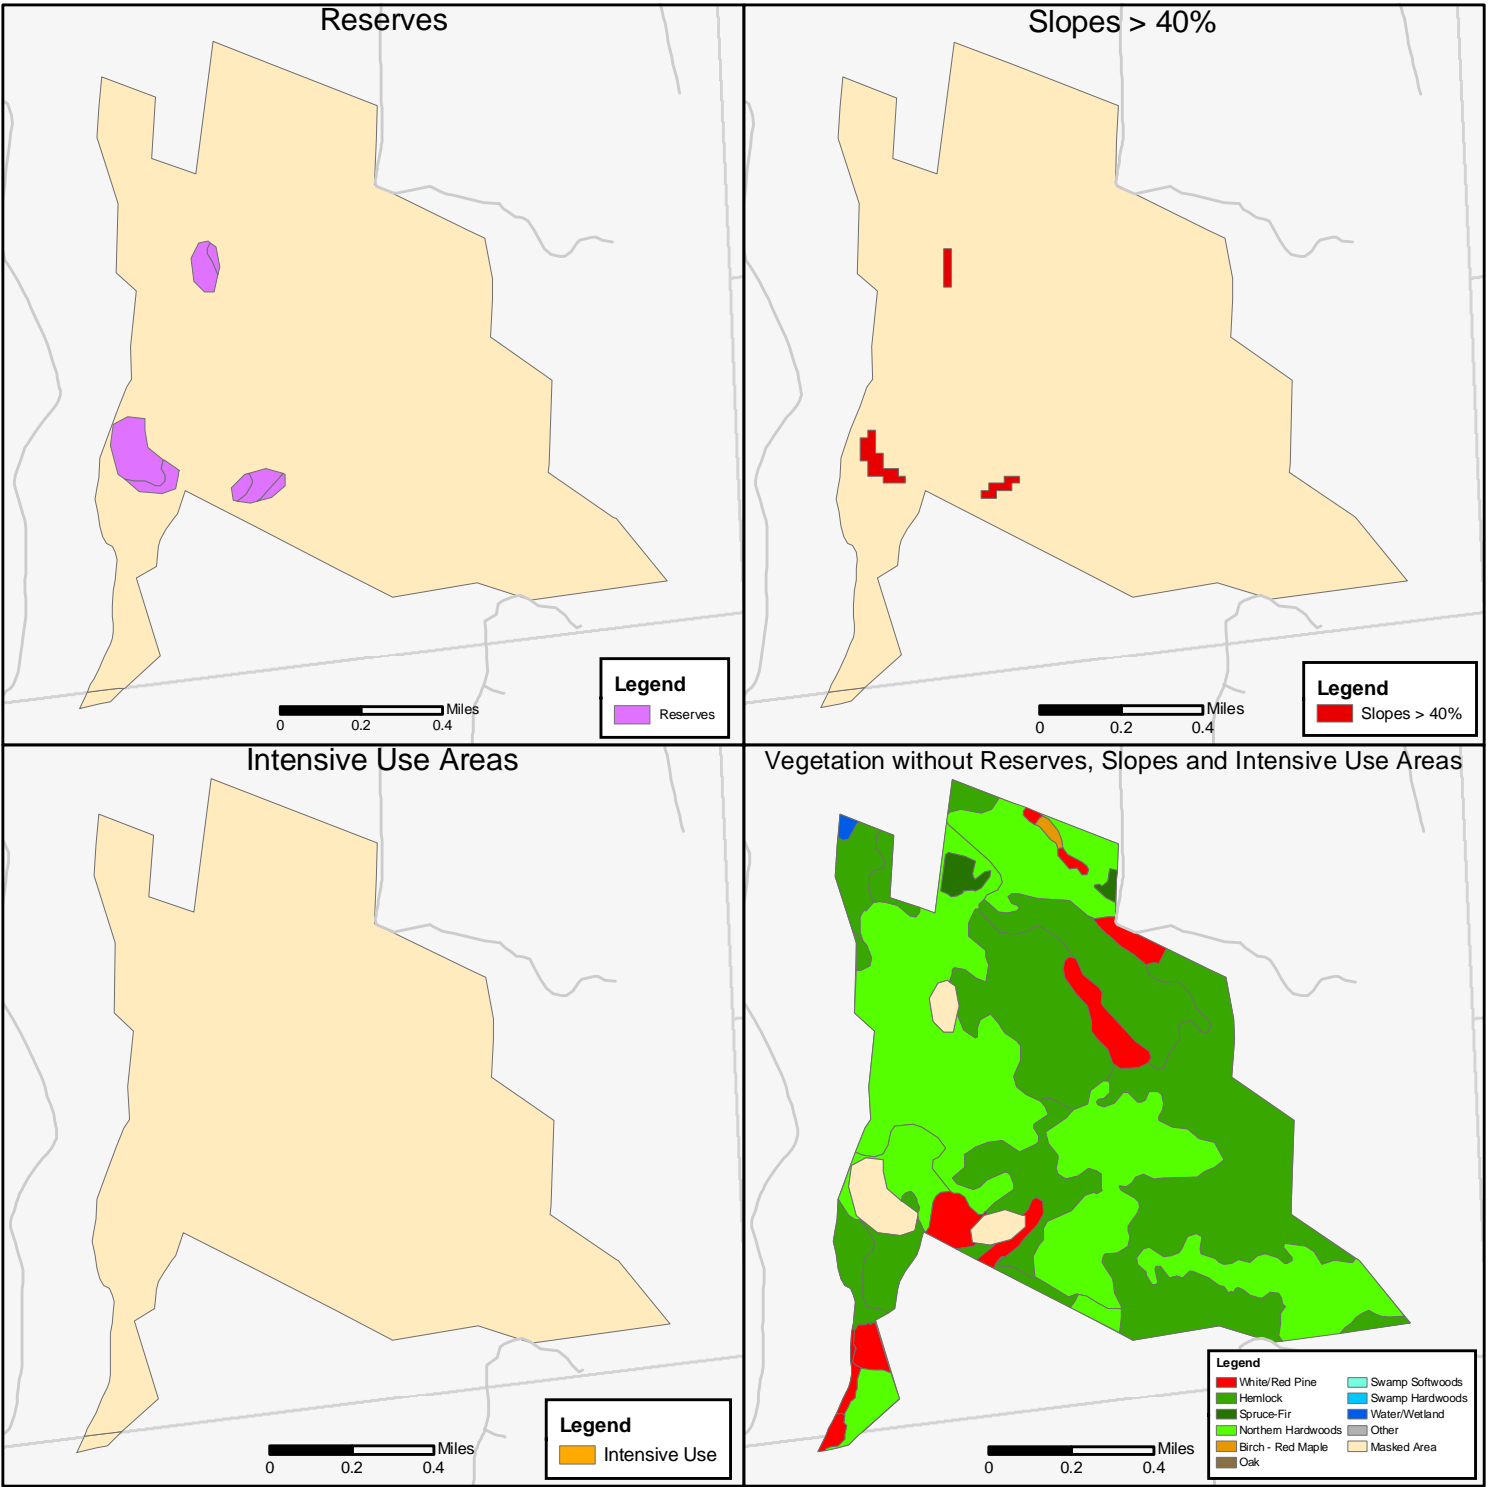 Reserves
Legend
Reserves
Miles
0 0.2 0.4
Slopes > 40%
Legend
Slopes > 40%
Miles
0 0.2 0.4
Intensive Use Areas
Legend
Intensive Use
Miles
0 0.2 0.4
Vegetation without Reserves, Slopes and Intensive Use Areas
Legend
White/Red Pine
Hemlock
Spruce-Fir
Northern Hardwoods
Birch - Red Maple
Oak
Swamp Softwoods
Swamp Hardwoods
Water/Wetland
Other
Masked Area
Miles
0 0.2 0.4